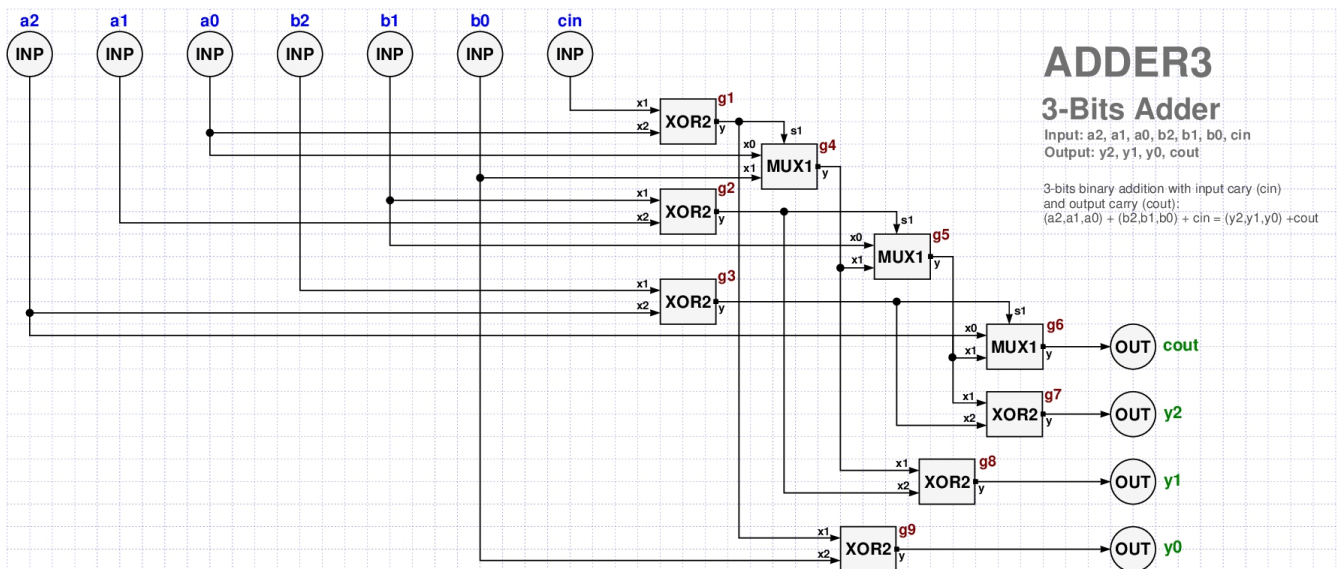 a2 a1 a0 b2 b1 b0 cin
INP INP INP INP INP INP INP
ADDER3
3-Bits Adder
Input: a2, a1, a0, b2, b1, b0, cin
Output: y2, y1, y0, cout
3-bits binary addition with input cary (cin)
and output carry (cout):
(a2,a1,a0) + (b2,b1,b0) + cin = (y2,y1,y0) +cout
g1
x1
XOR2
x2
y
s1
g4
x0
MUX1
x1
y
g2
x1
XOR2
x2
y
s1
g5
x0
MUX1
x1
y
g3
x1
XOR2
x2
y
s1
g6
x0
MUX1
x1
y
OUT cout
g7
x1
XOR2
x2
y
OUT y2
g8
x1
XOR2
x2
y
OUT y1
g9
x1
XOR2
x2
y
OUT y0